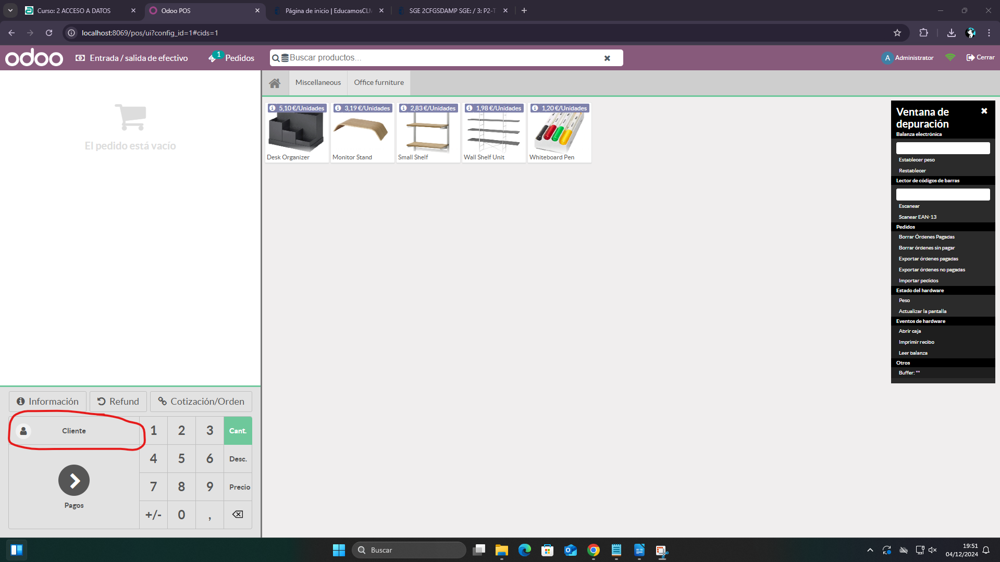 Curso: 2 ACCESO A DATOS
Odoo POS
Página de inicio | EducamosCLM
SGE 2CFGSDAMP SGE: / 3: P2-T
localhost:8069/pos/ui?config_id=1#cids=1
odoo
Entrada / salida de efectivo
1
Pedidos
Buscar productos...
A
Administrator
Cerrar
Miscellaneous
Office furniture
El pedido está vacío
5,10 €/Unidades
Desk Organizer
3,19 €/Unidades
Monitor Stand
2,83 €/Unidades
Small Shelf
1,98 €/Unidades
Wall Shelf Unit
1,20 €/Unidades
Whiteboard Pen
Ventana de
depuración
Balanza electrónica
Establecer peso
Restablecer
Lector de códigos de barras
Escanear
Scanear EAN-13
Pedidos
Borrar Órdenes Pagadas
Borrar órdenes sin pagar
Exportar órdenes pagadas
Exportar órdenes no pagadas
Importar pedidos
Estado del hardware
Peso
Actualizar la pantalla
Eventos de hardware
Abrir caja
Imprimir recibo
Leer balanza
Otros
Buffer: ""
Información
Refund
Cotización/Orden
Cliente
1 2 3 Cant.
4 5 6 Desc.
7 8 9 Precio
Pagos
+/- 0 ,
Buscar
19:51
04/12/2024